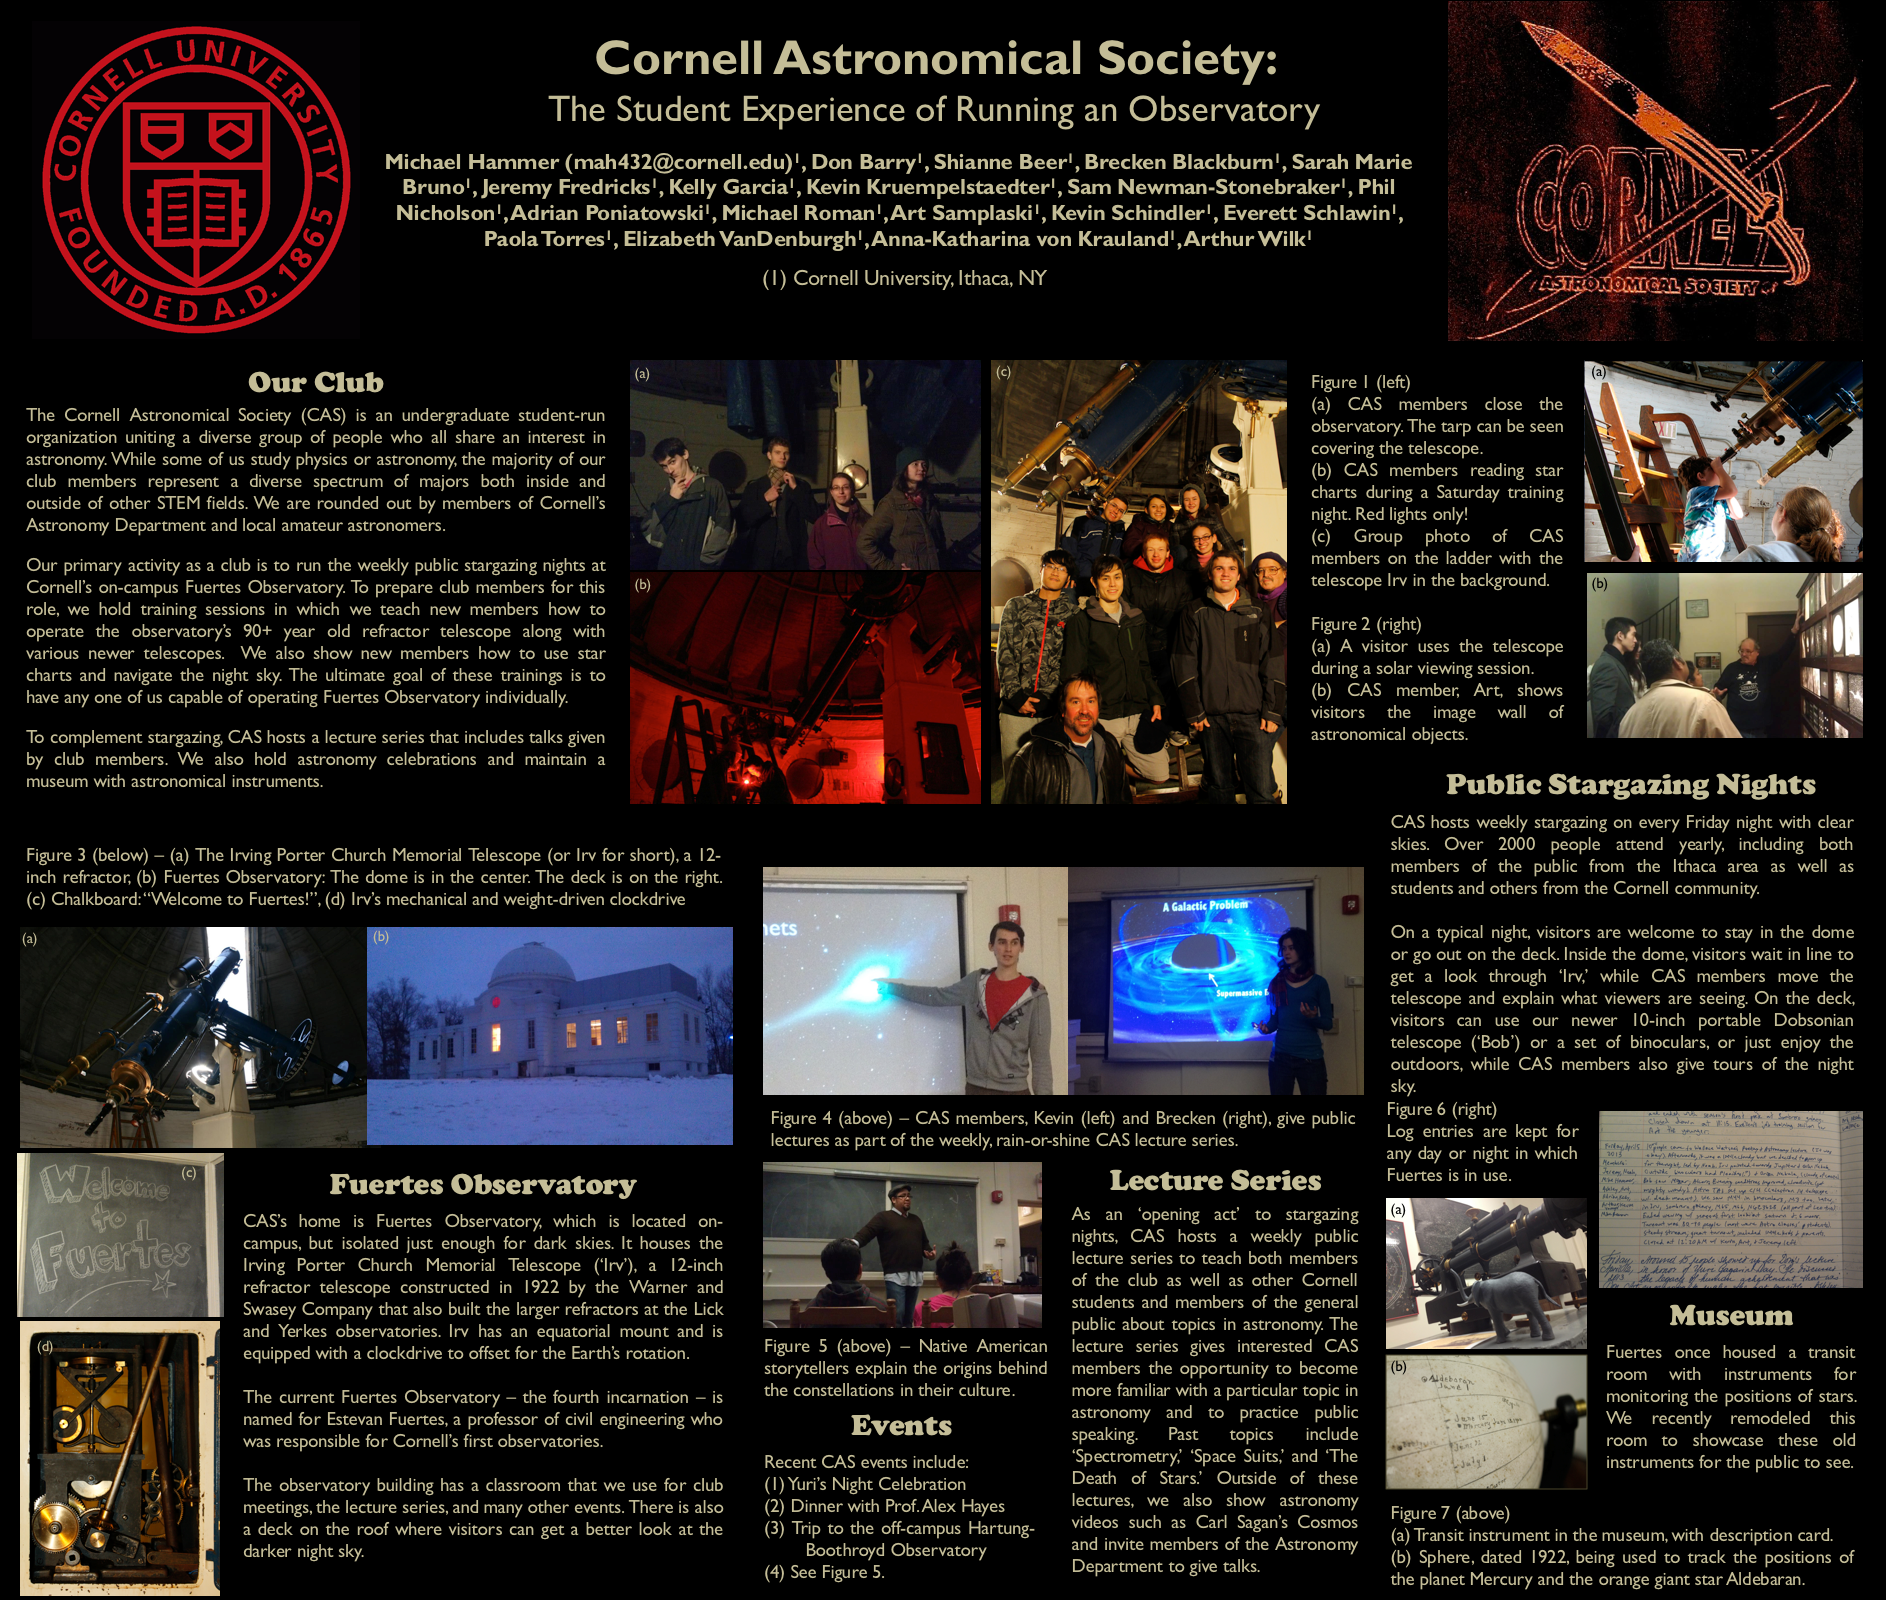 CORNELL UNIVERSITY
FOUNDED A.D. 1865
Cornell Astronomical Society:
The Student Experience of Running an Observatory
Michael Hammer (mah432@cornell.edu)¹, Don Barry¹, Shianne Beer¹, Brecken Blackburn¹, Sarah Marie
Bruno¹, Jeremy Fredricks¹, Kelly Garcia¹, Kevin Kruempelstaedter¹, Sam Newman-Stonebraker¹, Phil
Nicholson¹, Adrian Poniatowski¹, Michael Roman¹, Art Samplaski¹, Kevin Schindler¹, Everett Schlawin¹,
Paola Torres¹, Elizabeth VanDenburgh¹, Anna-Katharina von Krauland¹, Arthur Wilk¹
(1) Cornell University, Ithaca, NY
CORNELL
ASTRONOMICAL SOCIETY
Our Club
The Cornell Astronomical Society (CAS) is an undergraduate student-run
organization uniting a diverse group of people who all share an interest in
astronomy. While some of us study physics or astronomy, the majority of our
club members represent a diverse spectrum of majors both inside and
outside of other STEM fields. We are rounded out by members of Cornell's
Astronomy Department and local amateur astronomers.
Our primary activity as a club is to run the weekly public stargazing nights at
Cornell's on-campus Fuertes Observatory. To prepare club members for this
role, we hold training sessions in which we teach new members how to
operate the observatory's 90+ year old refractor telescope along with
various newer telescopes. We also show new members how to use star
charts and navigate the night sky. The ultimate goal of these trainings is to
have any one of us capable of operating Fuertes Observatory individually.
To complement stargazing, CAS hosts a lecture series that includes talks given
by club members. We also hold astronomy celebrations and maintain a
museum with astronomical instruments.
(a)
(b)
(c)
Figure 1 (left)
(a) CAS members close the
observatory. The tarp can be seen
covering the telescope.
(b) CAS members reading star
charts during a Saturday training
night. Red lights only!
(c) Group photo of CAS
members on the ladder with the
telescope Irv in the background.
Figure 2 (right)
(a) A visitor uses the telescope
during a solar viewing session.
(b) CAS member, Art, shows
visitors the image wall of
astronomical objects.
(a)
(b)
Figure 3 (below) – (a) The Irving Porter Church Memorial Telescope (or Irv for short), a 12-
inch refractor, (b) Fuertes Observatory: The dome is in the center. The deck is on the right.
(c) Chalkboard: "Welcome to Fuertes!", (d) Irv's mechanical and weight-driven clockdrive
(a)
(b)
(c)
Welcome
to
Fuertes!
(d)
Fuertes Observatory
CAS's home is Fuertes Observatory, which is located on-
campus, but isolated just enough for dark skies. It houses the
Irving Porter Church Memorial Telescope ('Irv'), a 12-inch
refractor telescope constructed in 1922 by the Warner and
Swasey Company that also built the larger refractors at the Lick
and Yerkes observatories. Irv has an equatorial mount and is
equipped with a clockdrive to offset for the Earth's rotation.
The current Fuertes Observatory – the fourth incarnation – is
named for Estevan Fuertes, a professor of civil engineering who
was responsible for Cornell's first observatories.
The observatory building has a classroom that we use for club
meetings, the lecture series, and many other events. There is also
a deck on the roof where visitors can get a better look at the
darker night sky.
nets
A Galactic Problem
Supermassive
Figure 4 (above) – CAS members, Kevin (left) and Brecken (right), give public
lectures as part of the weekly, rain-or-shine CAS lecture series.
Figure 5 (above) – Native American
storytellers explain the origins behind
the constellations in their culture.
Events
Recent CAS events include:
(1) Yuri's Night Celebration
(2) Dinner with Prof. Alex Hayes
(3) Trip to the off-campus Hartung-
Boothroyd Observatory
(4) See Figure 5.
Lecture Series
As an 'opening act' to stargazing
nights, CAS hosts a weekly public
lecture series to teach both members
of the club as well as other Cornell
students and members of the general
public about topics in astronomy. The
lecture series gives interested CAS
members the opportunity to become
more familiar with a particular topic in
astronomy and to practice public
speaking. Past topics include
'Spectrometry,' 'Space Suits,' and 'The
Death of Stars.' Outside of these
lectures, we also show astronomy
videos such as Carl Sagan's Cosmos
and invite members of the Astronomy
Department to give talks.
Public Stargazing Nights
CAS hosts weekly stargazing on every Friday night with clear
skies. Over 2000 people attend yearly, including both
members of the public from the Ithaca area as well as
students and others from the Cornell community.
On a typical night, visitors are welcome to stay in the dome
or go out on the deck. Inside the dome, visitors wait in line to
get a look through 'Irv,' while CAS members move the
telescope and explain what viewers are seeing. On the deck,
visitors can use our newer 10-inch portable Dobsonian
telescope ('Bob') or a set of binoculars, or just enjoy the
outdoors, while CAS members also give tours of the night
sky.
Figure 6 (right)
Log entries are kept for
any day or night in which
Fuertes is in use.
(a)
(b)
Aldebaran
June 1
Museum
Fuertes once housed a transit
room with instruments for
monitoring the positions of stars.
We recently remodeled this
room to showcase these old
instruments for the public to see.
Figure 7 (above)
(a) Transit instrument in the museum, with description card.
(b) Sphere, dated 1922, being used to track the positions of
the planet Mercury and the orange giant star Aldebaran.